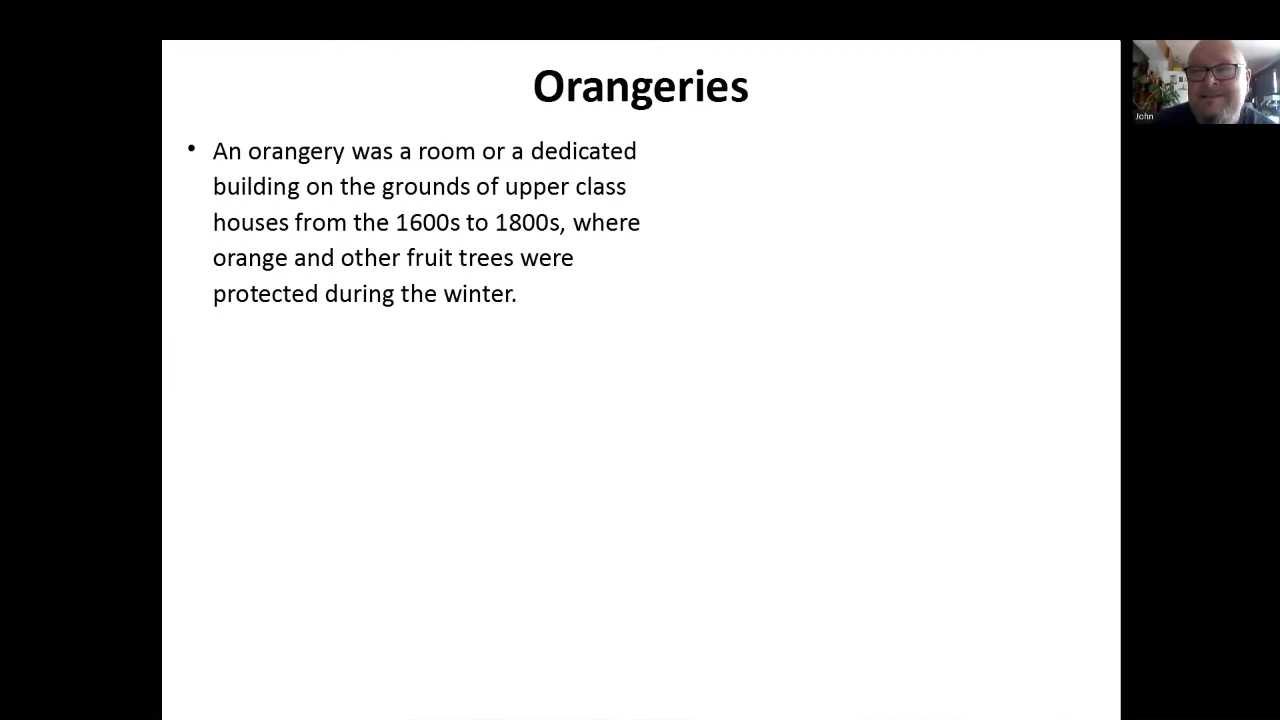 Orangeries
• An orangery was a room or a dedicated
building on the grounds of upper class
houses from the 1600s to 1800s, where
orange and other fruit trees were
protected during the winter.
John